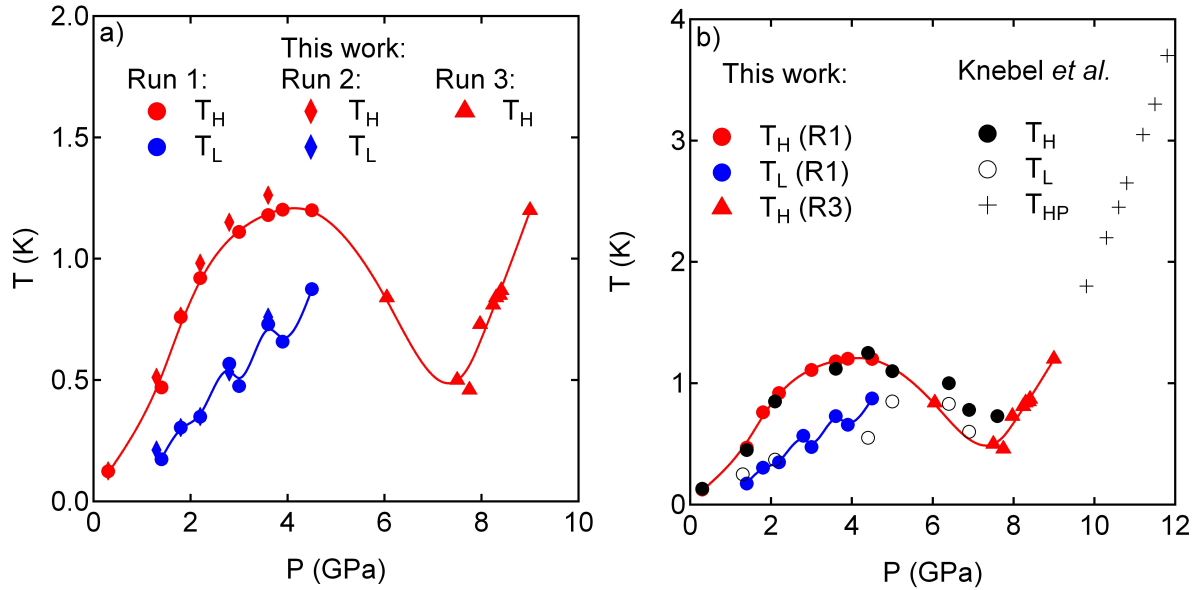 a)
This work:
Run 1: Run 2: Run 3:
T_H T_H T_H
T_L T_L
2.0
1.5
1.0
0.5
0.0
T (K)
0 2 4 6 8 10
P (GPa)
b)
This work: Knebel et al.
T_H (R1) T_H
T_L (R1) T_L
T_H (R3) T_HP
4
3
2
1
0
T (K)
0 2 4 6 8 10 12
P (GPa)